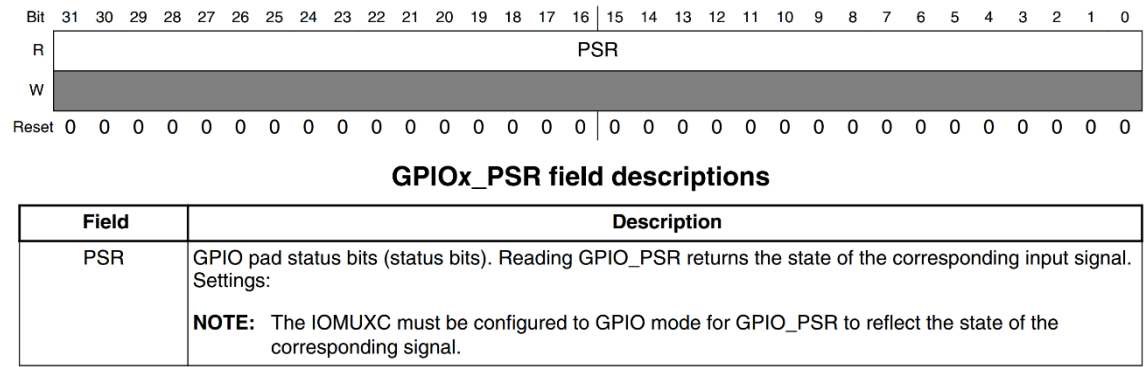 Bit 31 30 29 28 27 26 25 24 23 22 21 20 19 18 17 16 15 14 13 12 11 10 9 8 7 6 5 4 3 2 1 0
R PSR
W
Reset 0 0 0 0 0 0 0 0 0 0 0 0 0 0 0 0 0 0 0 0 0 0 0 0 0 0 0 0 0 0 0 0
GPIOx_PSR field descriptions
Field Description
PSR GPIO pad status bits (status bits). Reading GPIO_PSR returns the state of the corresponding input signal.
Settings:
NOTE: The IOMUXC must be configured to GPIO mode for GPIO_PSR to reflect the state of the
corresponding signal.